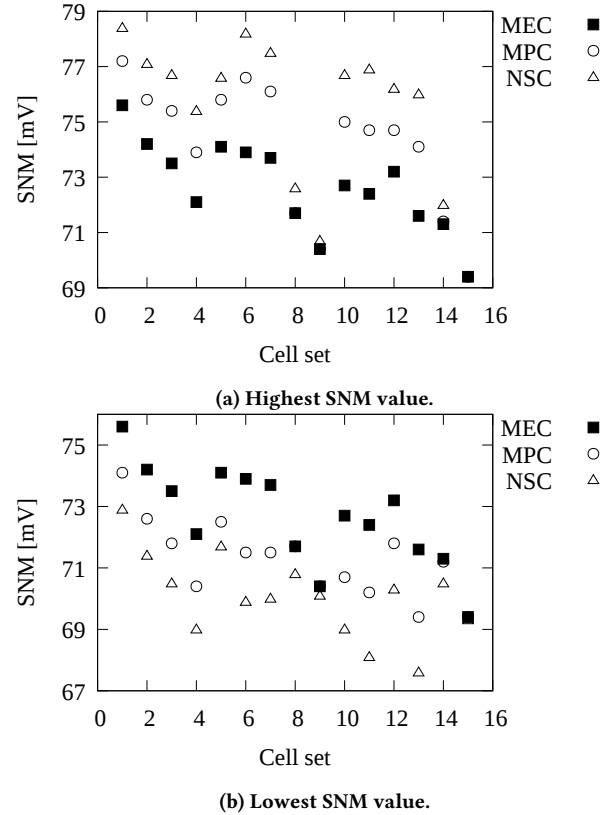 79
77
75
73
71
69
SNM [mV]
0 2 4 6 8 10 12 14 16
Cell set
MEC
MPC
NSC
(a) Highest SNM value.
75
73
71
69
67
SNM [mV]
0 2 4 6 8 10 12 14 16
Cell set
MEC
MPC
NSC
(b) Lowest SNM value.